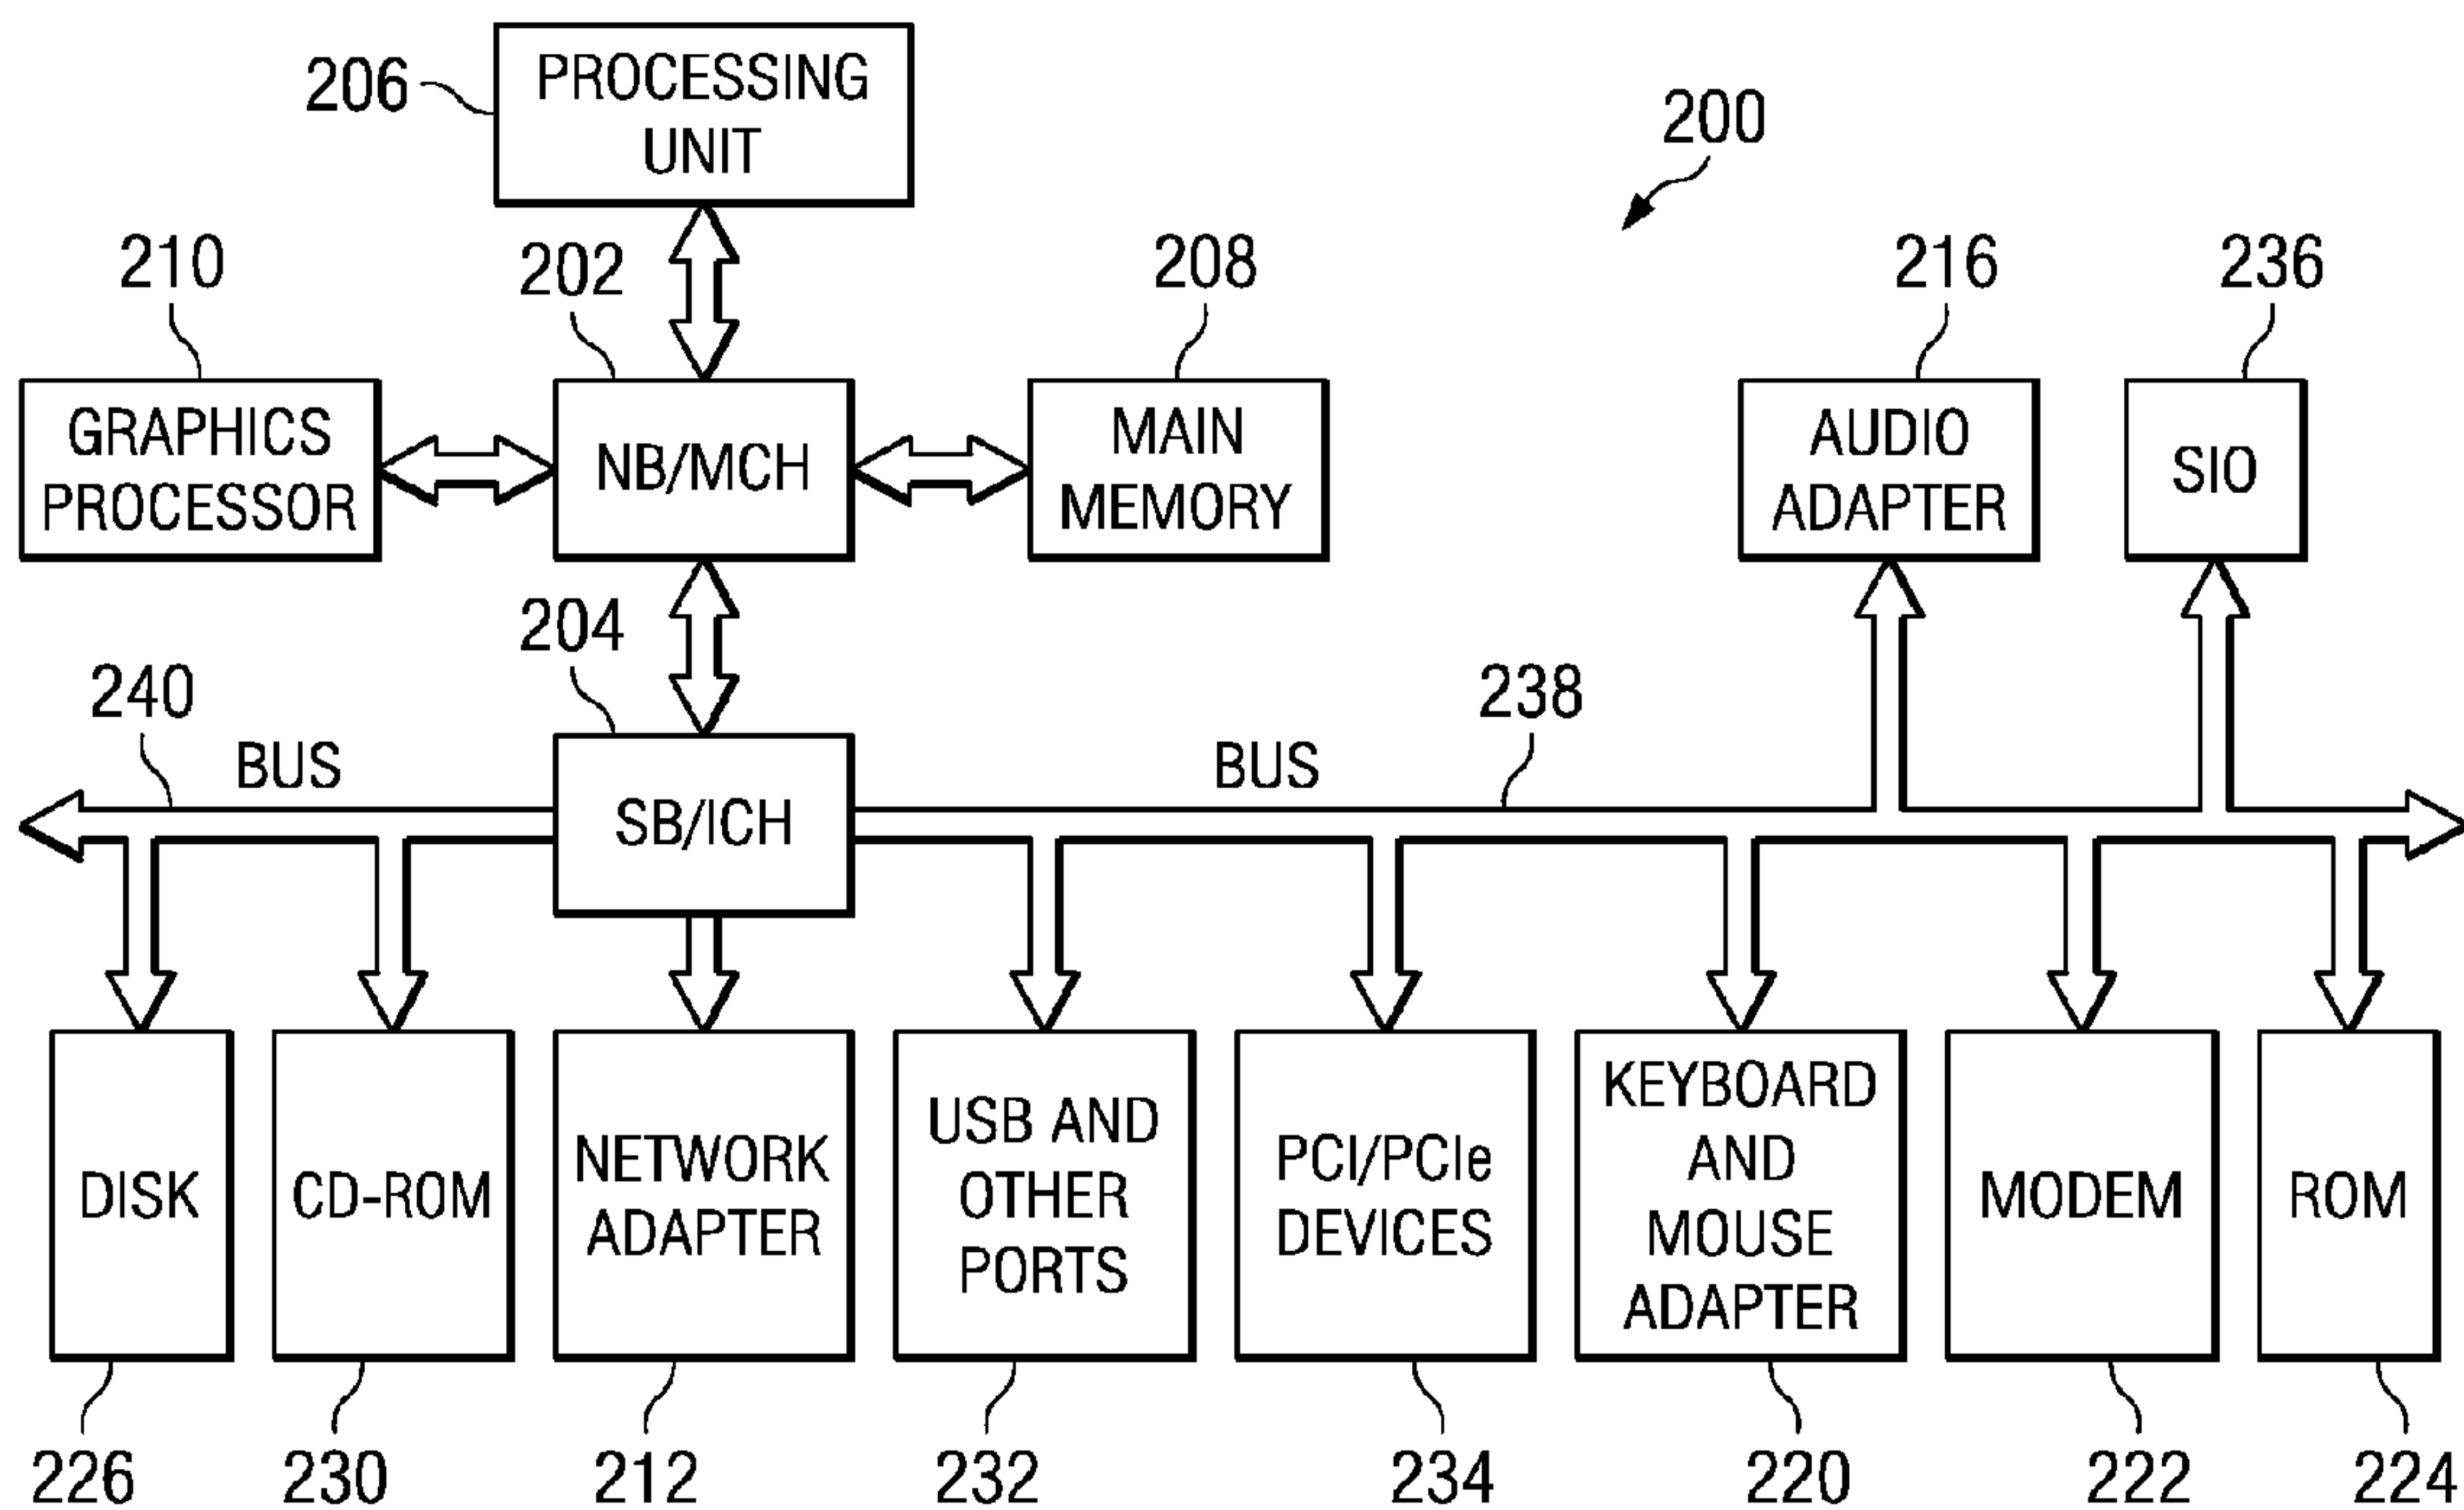 206
PROCESSING
UNIT
200
210
202
208
216
236
GRAPHICS
PROCESSOR
NB/MCH
MAIN
MEMORY
AUDIO
ADAPTER
SIO
204
240
BUS
238
BUS
SB/ICH
DISK
CD-ROM
NETWORK
ADAPTER
USB AND
OTHER
PORTS
PCI/PCIe
DEVICES
KEYBOARD
AND
MOUSE
ADAPTER
MODEM
ROM
226
230
212
232
234
220
222
224